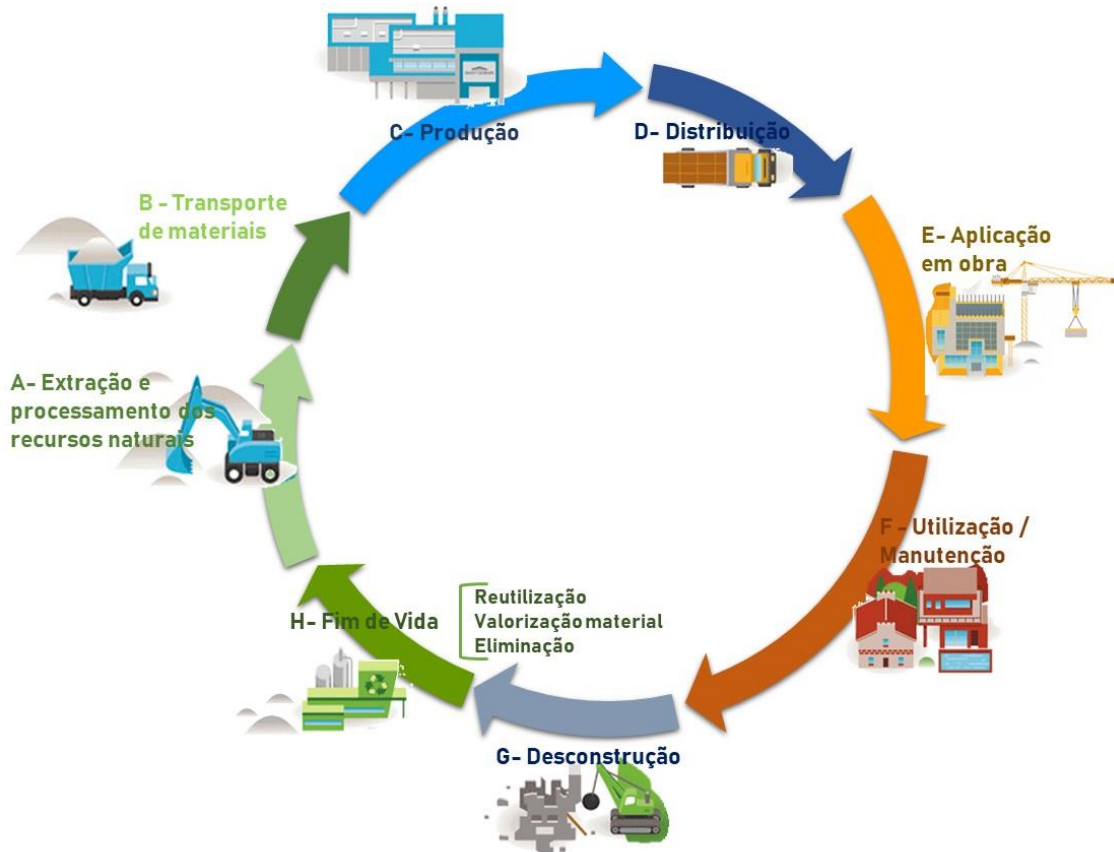 C- Produção
D- Distribuição
B - Transporte
de materiais
E- Aplicação
em obra
A- Extração e
processamento dos
recursos naturais
F - Utilização /
Manutenção
H- Fim de Vida
Reutilização
Valorização material
Eliminação
G- Desconstrução